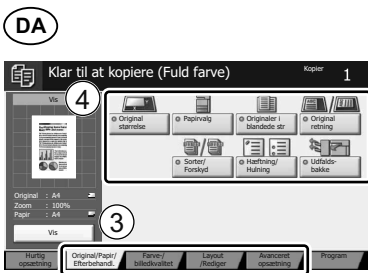 DA
Klar til at kopiere (Fuld farve)
Kopier
1
Vis
4
Original
størrelse
Papirvalg
Originaler i
blandede str
Original
retning
Sorter/
Forskyd
Hæftning/
Hulning
Udfalds-
bakke
Original : A4
Zoom : 100%
Papir : A4
Vis
3
Hurtig
opsætning
Original/Papir/
Efterbehandl.
Farve-/
billedkvalitet
Layout
/Rediger
Avanceret
opsætning
Program